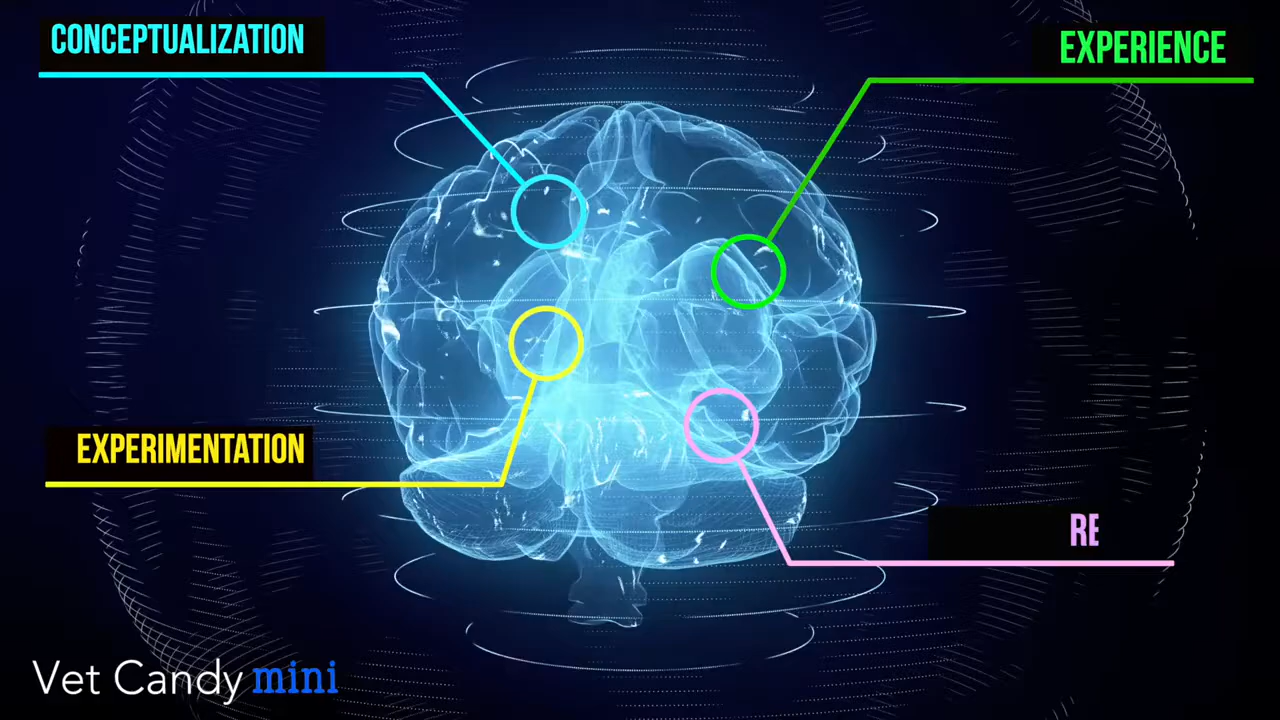 CONCEPTUALIZATION
EXPERIENCE
EXPERIMENTATION
RE
Vet Candy mini